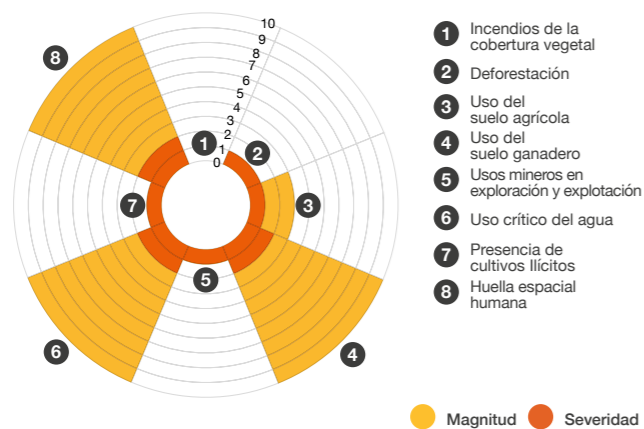 10
9
8
7
6
5
4
3
2
1
0
1
2
3
4
5
6
7
8
1 Incendios de la
cobertura vegetal
2 Deforestación
3 Uso del
suelo agrícola
4 Uso del
suelo ganadero
5 Usos mineros en
exploración y explotación
6 Uso crítico del agua
7 Presencia de
cultivos Ilícitos
8 Huella espacial
humana
Magnitud Severidad